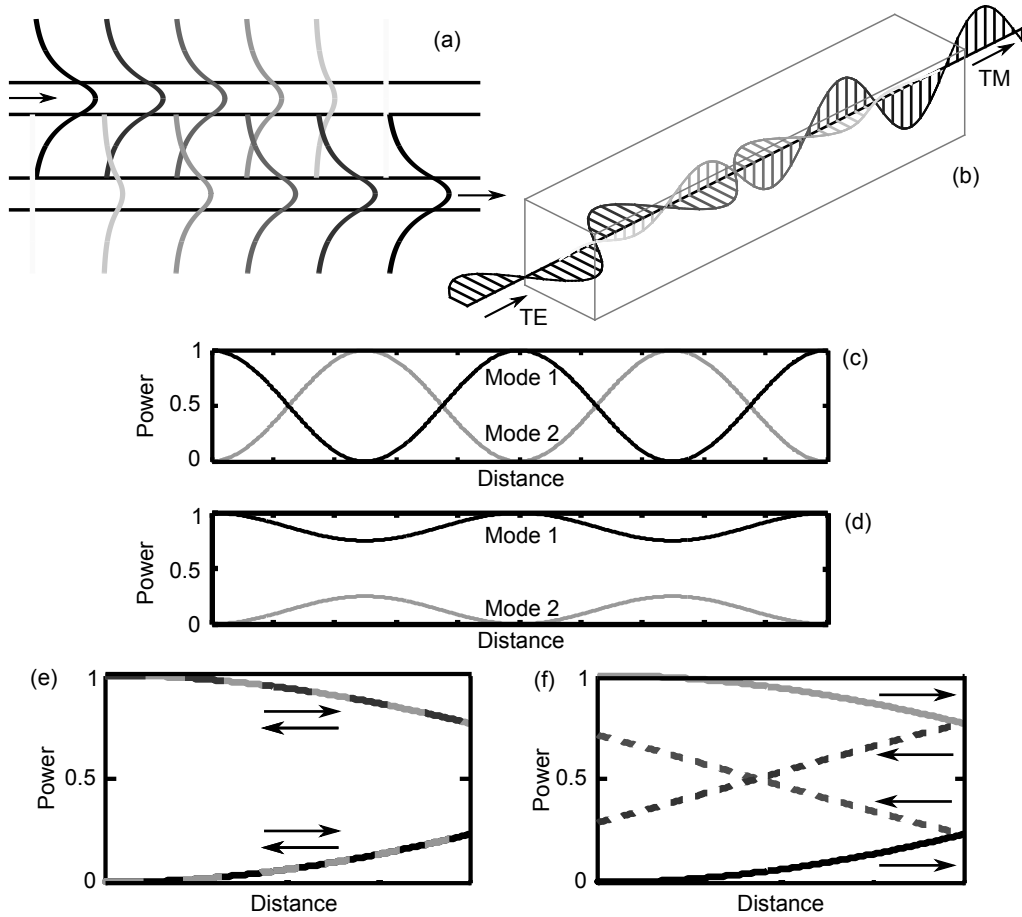 (a)
TM
(b)
TE
1
0.5
0
Power
Mode 1
Mode 2
Distance
(c)
1
0.5
0
Power
Mode 1
Mode 2
Distance
(d)
(e)
1
0.5
0
Power
Distance
(f)
1
0.5
0
Power
Distance